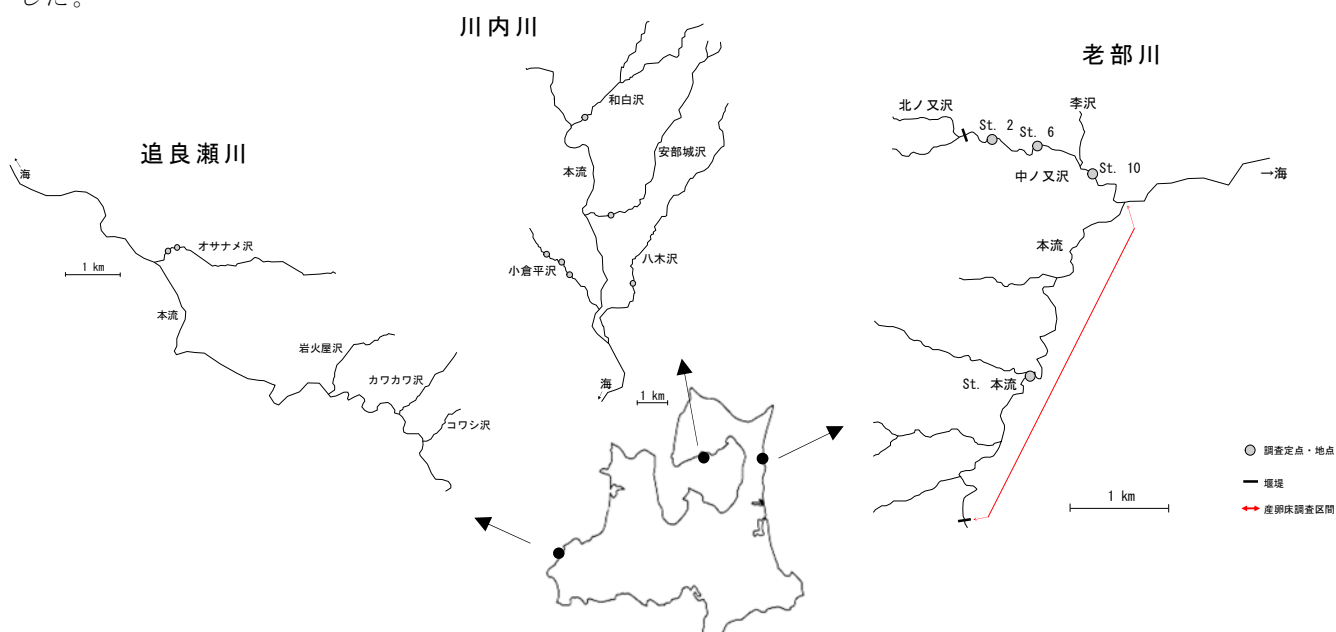 した。
川内川
老部川
追良瀬川
海
オサナメ沢
1 km
本流
岩火屋沢
カワカワ沢
コワシ沢
和白沢
安部城沢
本流
小倉平沢
八木沢
海
1 km
北ノ又沢
李沢
St. 2
St. 6
中ノ又沢
St. 10
→海
本流
St. 本流
1 km
調査定点・地点
堰堤
産卵床調査区間